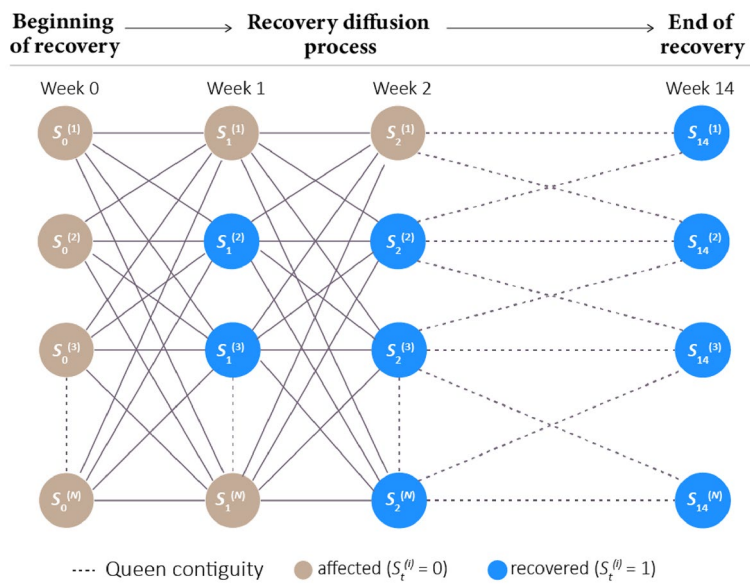 Beginning of recovery
Recovery diffusion process
End of recovery
Week 0
Week 1
Week 2
Week 14
S₀⁽¹⁾
S₁⁽¹⁾
S₂⁽¹⁾
S₁₄⁽¹⁾
S₀⁽²⁾
S₁⁽²⁾
S₂⁽²⁾
S₁₄⁽²⁾
S₀⁽³⁾
S₁⁽³⁾
S₂⁽³⁾
S₁₄⁽³⁾
S₀⁽ᴺ⁾
S₁⁽ᴺ⁾
S₂⁽ᴺ⁾
S₁₄⁽ᴺ⁾
Queen contiguity
affected (Sₜ⁽ⁱ⁾ = 0)
recovered (Sₜ⁽ⁱ⁾ = 1)